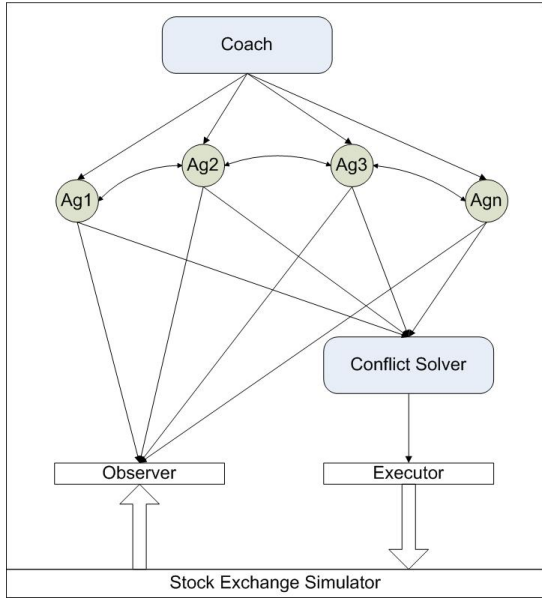 Coach
Ag1
Ag2
Ag3
Agn
Conflict Solver
Observer
Executor
Stock Exchange Simulator